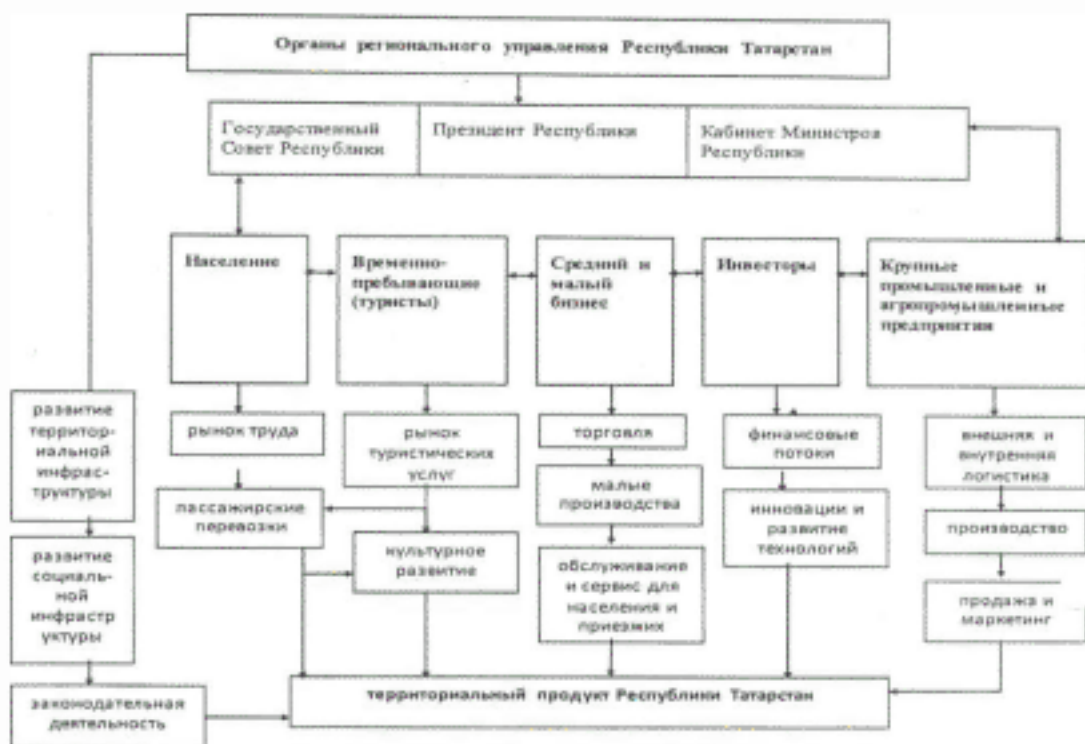 Органы регионального управления Республики Татарстан
Государственный
Совет Республики
Президент Республики
Кабинет Министров
Республики
Население
Временно-
пребывающие
(туристы)
Средний и
малый
бизнес
Инвесторы
Крупные
промышленные и
агропромышленные
предприятия
развитие
территор-
иальной
инфрас-
труктуры
рынок труда
рынок
туристических
услуг
торговля
финансовые
потоки
внешняя и
внутренняя
логистика
пассажирские
перевозки
малые
производства
инновации и
развитие
технологий
производство
развитие
социаль-
ной
инфрастр
уктуры
культурное
развитие
обслуживание
и сервис для
населения и
приезжих
продажа и
маркетинг
законодательная
деятельность
территориальный продукт Республики Татарстан